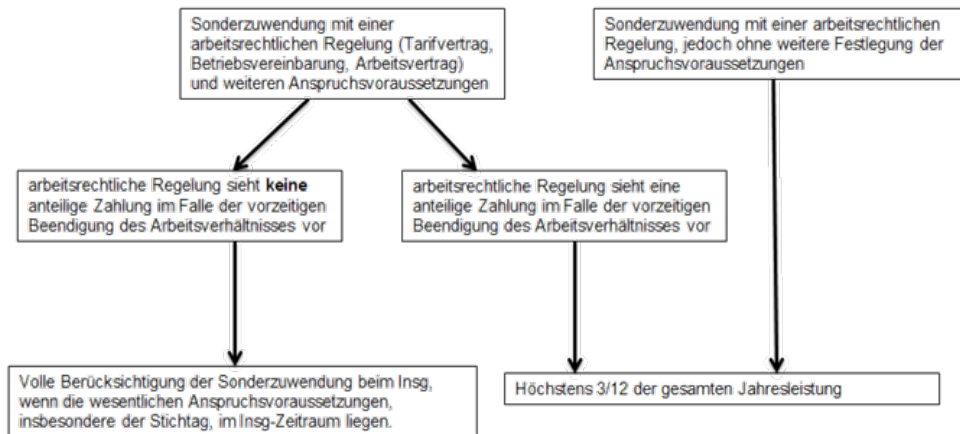 Sonderzuwendung mit einer
arbeitsrechtlichen Regelung (Tarifvertrag,
Betriebsvereinbarung, Arbeitsvertrag)
und weiteren Anspruchsvoraussetzungen
Sonderzuwendung mit einer arbeitsrechtlichen
Regelung, jedoch ohne weitere Festlegung der
Anspruchsvoraussetzungen
arbeitsrechtliche Regelung sieht keine
anteilige Zahlung im Falle der vorzeitigen
Beendigung des Arbeitsverhältnisses vor
arbeitsrechtliche Regelung sieht eine
anteilige Zahlung im Falle der vorzeitigen
Beendigung des Arbeitsverhältnisses vor
Volle Berücksichtigung der Sonderzuwendung beim Insg,
wenn die wesentlichen Anspruchsvoraussetzungen,
insbesondere der Stichtag, im Insg-Zeitraum liegen.
Höchstens 3/12 der gesamten Jahresleistung